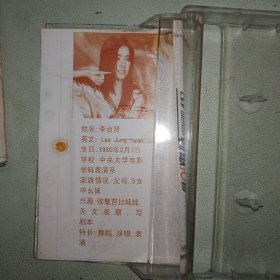 姓名:李贞贤
英文: Lee Jung-hyun
生日:1980年2月7日
学校:中央大学电影
学科表演系
家族情况:父母,5女
中幺妹
兴趣:收集芭比娃娃,
天文观察,写
剧本
特长:舞蹈,演唱,表
演